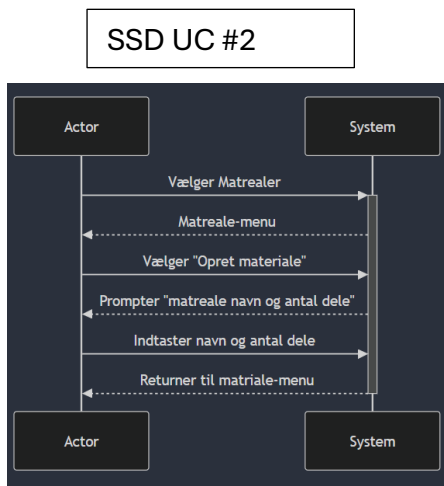 SSD UC #2
Actor System
Vælger Matrealer
Matreale-menu
Vælger "Opret materiale"
Prompter "matreale navn og antal dele"
Indtaster navn og antal dele
Returner til matriale-menu
Actor System